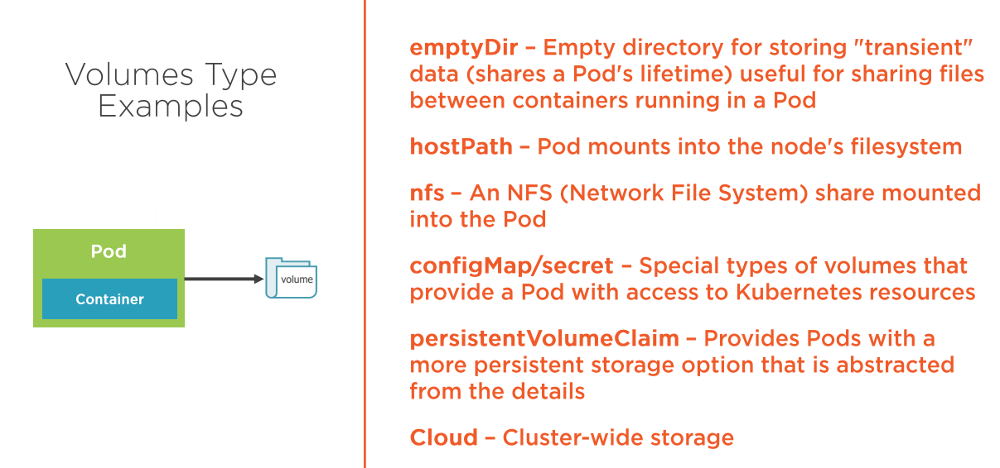 Volumes Type
Examples
Pod
Container
volume
emptyDir – Empty directory for storing "transient"
data (shares a Pod's lifetime) useful for sharing files
between containers running in a Pod
hostPath – Pod mounts into the node's filesystem
nfs – An NFS (Network File System) share mounted
into the Pod
configMap/secret – Special types of volumes that
provide a Pod with access to Kubernetes resources
persistentVolumeClaim – Provides Pods with a
more persistent storage option that is abstracted
from the details
Cloud – Cluster-wide storage